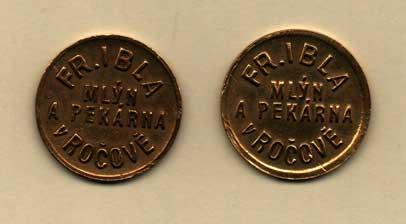 FR. IBLA
MLÝN
A PEKÁRNA
v ROČOVĚ
FR. IBLA
MLÝN
A PEKÁRNA
v ROČOVĚ